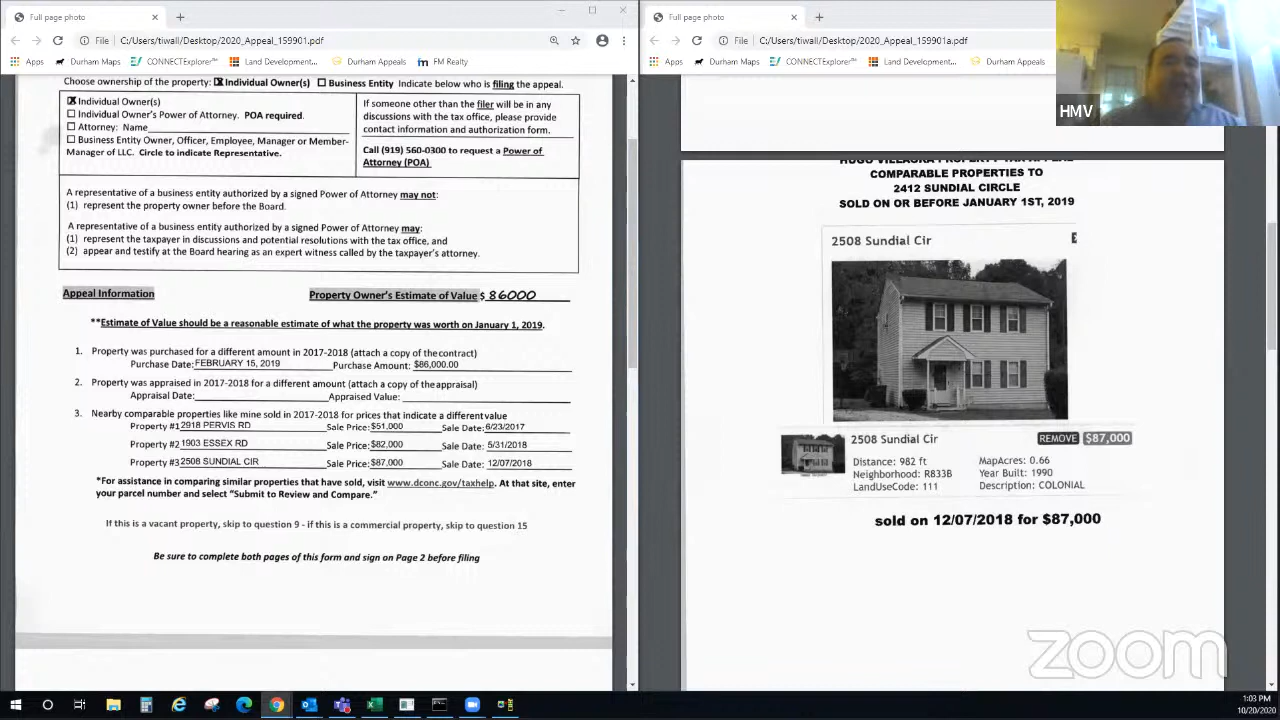 Full page photo
File C:/Users/tiwall/Desktop/2020_Appeal_159901.pdf
Apps Durham Maps CONNECTExplorer™ Land Development... Durham Appeals FM Realty
Choose ownership of the property: Individual Owner(s) Business Entity Indicate below who is filing the appeal.
Individual Owner(s)
Individual Owner's Power of Attorney. POA required.
Attorney: Name
Business Entity Owner, Officer, Employee, Manager or Member-
Manager of LLC. Circle to indicate Representative.
If someone other than the filer will be in any
discussions with the tax office, please provide
contact information and authorization form.
Call (919) 560-0300 to request a Power of
Attorney (POA)
A representative of a business entity authorized by a signed Power of Attorney may not:
(1) represent the property owner before the Board.
A representative of a business entity authorized by a signed Power of Attorney may:
(1) represent the taxpayer in discussions and potential resolutions with the tax office, and
(2) appear and testify at the Board hearing as an expert witness called by the taxpayer's attorney.
Appeal Information Property Owner's Estimate of Value $ 86000
**Estimate of Value should be a reasonable estimate of what the property was worth on January 1, 2019.
1. Property was purchased for a different amount in 2017-2018 (attach a copy of the contract)
Purchase Date: FEBRUARY 15, 2019 Purchase Amount: $86,000.00
2. Property was appraised in 2017-2018 for a different amount (attach a copy of the appraisal)
Appraisal Date: Appraised Value:
3. Nearby comparable properties like mine sold in 2017-2018 for prices that indicate a different value
Property #1 2918 PERVIS RD Sale Price: $51,000 Sale Date: 6/23/2017
Property #2 1903 ESSEX RD Sale Price: $82,000 Sale Date: 5/31/2018
Property #3 2508 SUNDIAL CIR Sale Price: $87,000 Sale Date: 12/07/2018
*For assistance in comparing similar properties that have sold, visit www.dconc.gov/taxhelp. At that site, enter
your parcel number and select "Submit to Review and Compare."
If this is a vacant property, skip to question 9 - if this is a commercial property, skip to question 15
Be sure to complete both pages of this form and sign on Page 2 before filing
Full page photo
File C:/Users/tiwall/Desktop/2020_Appeal_159901a.pdf
Apps Durham Maps CONNECTExplorer™ Land Development... Durham Appeals
HMV
HUGO VILLAGRA PROPERTY TAX APPEAL
COMPARABLE PROPERTIES TO
2412 SUNDIAL CIRCLE
SOLD ON OR BEFORE JANUARY 1ST, 2019
2508 Sundial Cir
2508 Sundial Cir REMOVE $87,000
Distance: 982 ft MapAcres: 0.66
Neighborhood: R833B Year Built: 1990
LandUseCode: 111 Description: COLONIAL
sold on 12/07/2018 for $87,000
zoom
1:03 PM
10/20/2020